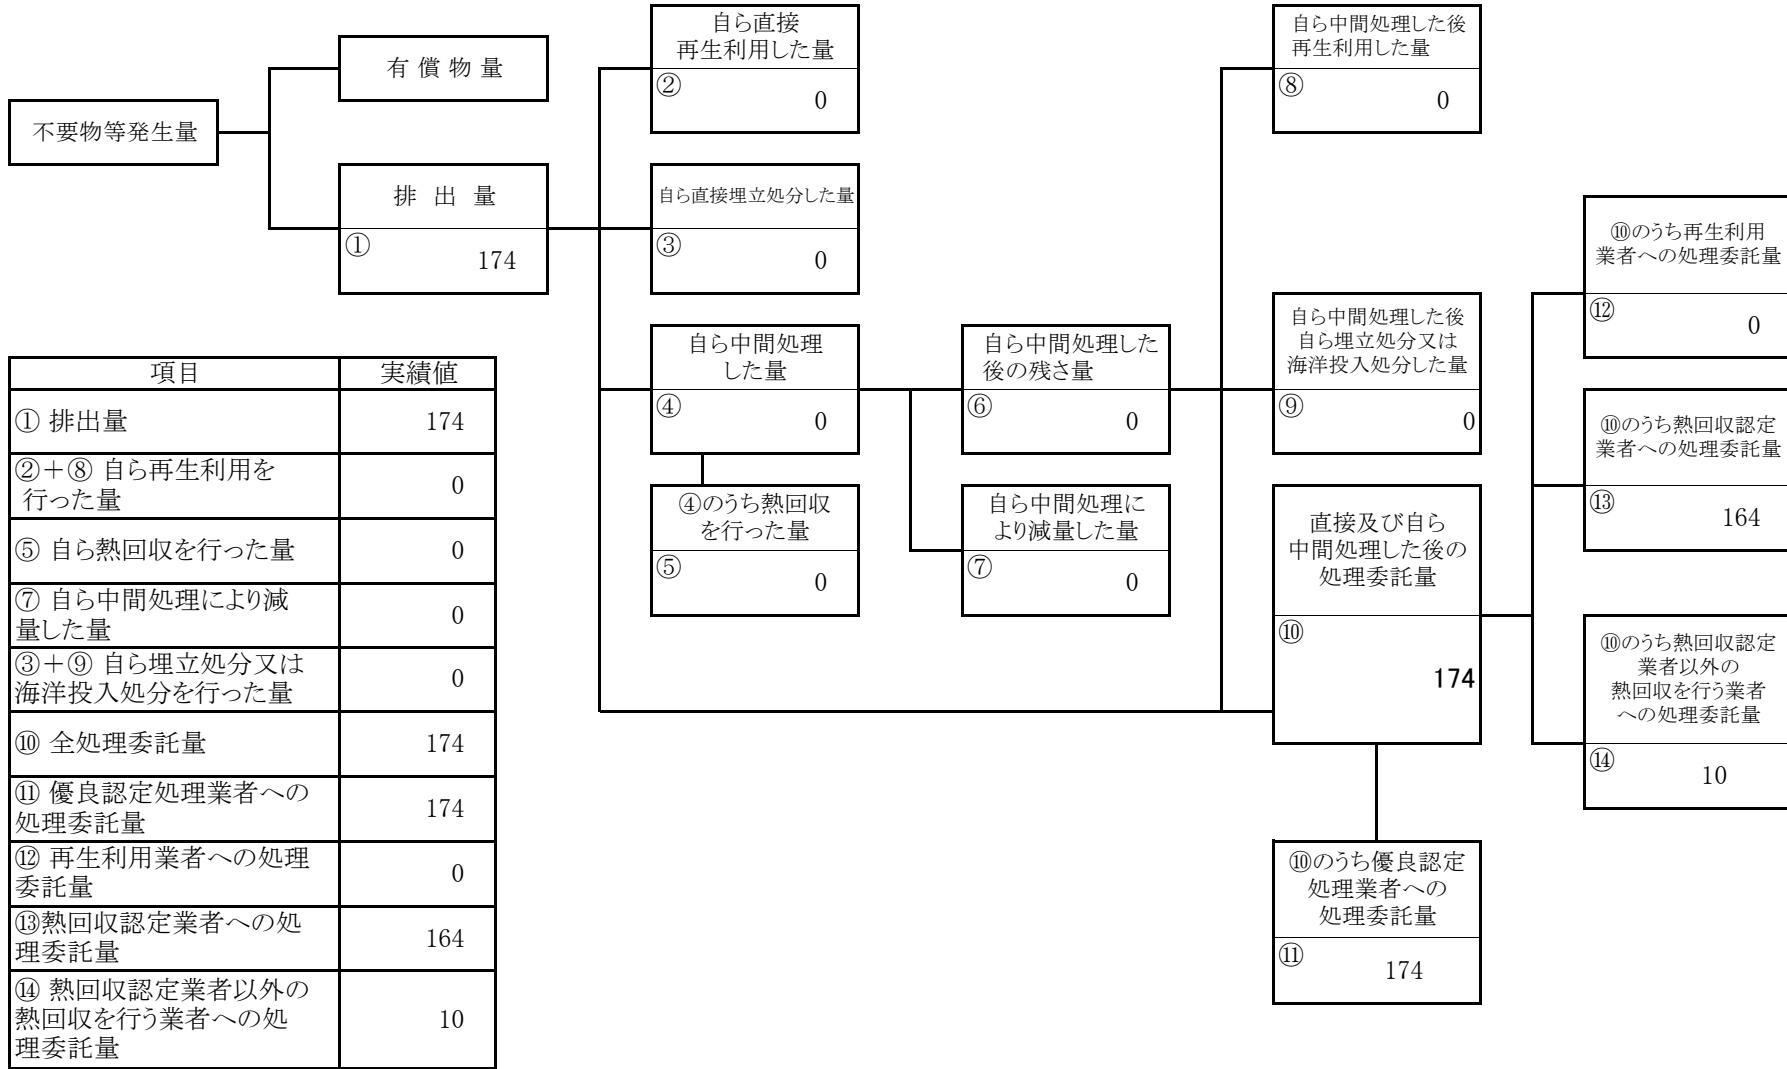 不要物等発生量
有 償 物 量
排 出 量
①
174
自ら直接
再生利用した量
②
0
自ら直接埋立処分した量
③
0
自ら中間処理
した量
④
0
④のうち熱回収
を行った量
⑤
0
自ら中間処理した
後の残さ量
⑥
0
自ら中間処理に
より減量した量
⑦
0
自ら中間処理した後
再生利用した量
⑧
0
自ら中間処理した後
自ら埋立処分又は
海洋投入処分した量
⑨
0
直接及び自ら
中間処理した後の
処理委託量
⑩
174
⑩のうち優良認定
処理業者への
処理委託量
⑪
174
⑩のうち再生利用
業者への処理委託量
⑫
0
⑩のうち熱回収認定
業者への処理委託量
⑬
164
⑩のうち熱回収認定
業者以外の
熱回収を行う業者
への処理委託量
⑭
10
項目 実績値
① 排出量 174
②＋⑧ 自ら再生利用を
行った量
0
⑤ 自ら熱回収を行った量 0
⑦ 自ら中間処理により減
量した量
0
③＋⑨ 自ら埋立処分又は
海洋投入処分を行った量
0
⑩ 全処理委託量 174
⑪ 優良認定処理業者への
処理委託量
174
⑫ 再生利用業者への処理
委託量
0
⑬熱回収認定業者への処
理委託量
164
⑭ 熱回収認定業者以外の
熱回収を行う業者への処
理委託量
10